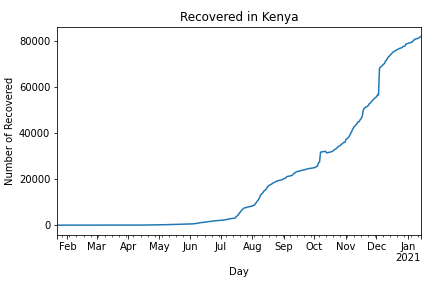 Recovered in Kenya
Number of Recovered
80000
60000
40000
20000
0
Feb Mar Apr May Jun Jul Aug Sep Oct Nov Dec Jan
2021
Day